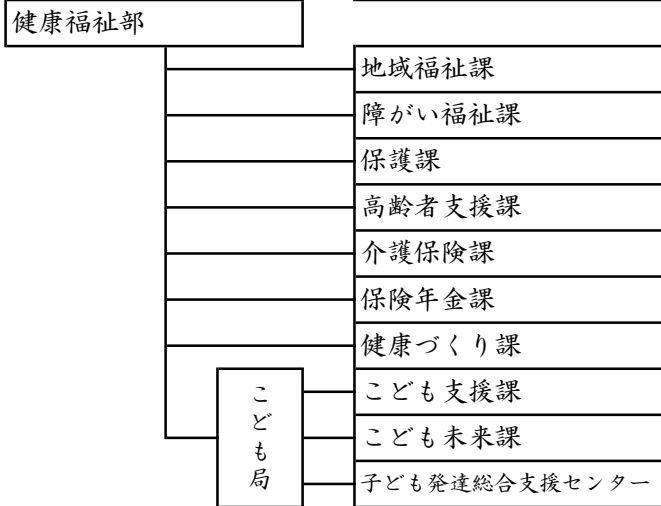 健康福祉部
地域福祉課
障がい福祉課
保護課
高齢者支援課
介護保険課
保険年金課
健康づくり課
こども局
こども支援課
こども未来課
子ども発達総合支援センター